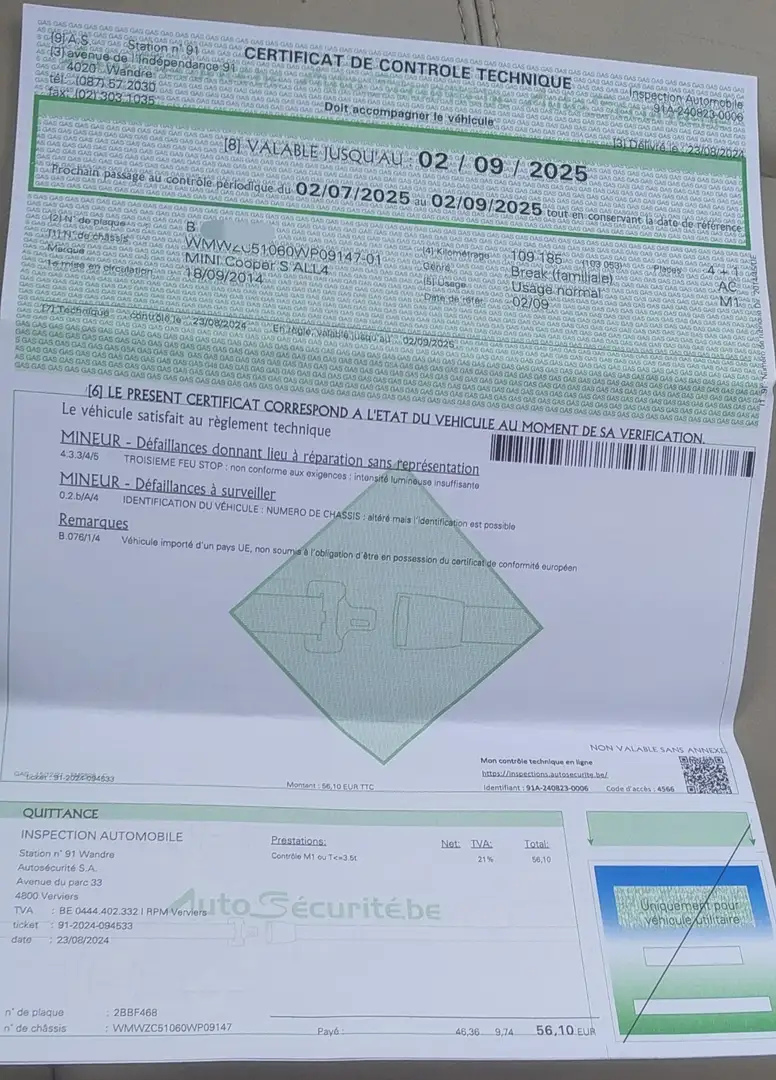 (9) A.S. Station n° 91
(3) avenue de l'Indépendance 91
4020 - Wandre
tél: (087) 57 2030
fax: (02) 303 1035
CERTIFICAT DE CONTROLE TECHNIQUE
Doit accompagner le véhicule
Inspection Automobile
91A-240823-0006
[3] Délivré le : 23/08/2024
[8] VALABLE JUSQU'AU : 02 / 09 / 2025
Prochain passage au contrôle périodique du 02/07/2025 au 02/09/2025 tout en conservant la date de référence
[2] N° de plaque : B
[1] N° de châssis : WMWZC51060WP09147-01
Marque : MINI Cooper S ALL4
1e mise en circulation : 18/09/2014
[4] Kilométrage : 109 185 (103 053)
Genre : Break (familiale)
[5] Usage : Usage normal
Date de référ. : 02/09
Places : 4 + 1
AC
M1
[7] Technique : contrôlé le : 23/08/2024 En règle, valable jusqu'au : 02/09/2025
[6] LE PRESENT CERTIFICAT CORRESPOND A L'ETAT DU VEHICULE AU MOMENT DE SA VERIFICATION.
Le véhicule satisfait au règlement technique
MINEUR - Défaillances donnant lieu à réparation sans représentation
4.3.3/4/5 TROISIEME FEU STOP : non conforme aux exigences : intensité lumineuse insuffisante
MINEUR - Défaillances à surveiller
0.2.b/A/4 IDENTIFICATION DU VÉHICULE : NUMERO DE CHASSIS : altéré mais l'identification est possible
Remarques
B.076/1/4 Véhicule importé d'un pays UE, non soumis à l'obligation d'être en possession du certificat de conformité européen
NON VALABLE SANS ANNEXE
Mon contrôle technique en ligne
https://inspections.autosecurite.be/
Identifiant : 91A-240823-0006 Code d'accès : 4566
ticket : 91-2024-094533
Montant : 56,10 EUR TTC
QUITTANCE
INSPECTION AUTOMOBILE
Station n° 91 Wandre
Autosécurité S.A.
Avenue du parc 33
4800 Verviers
TVA : BE 0444.402.332 | RPM Verviers
ticket : 91-2024-094533
date : 23/08/2024
Prestations: Net: TVA: Total:
Contrôle M1 ou T<=3.5t 21% 56,10
AutoSécurité.be
Uniquement pour
véhicule utilitaire
n° de plaque : 2BBF468
n° de châssis : WMWZC51060WP09147
Payé : 46,36 9,74 56,10 EUR